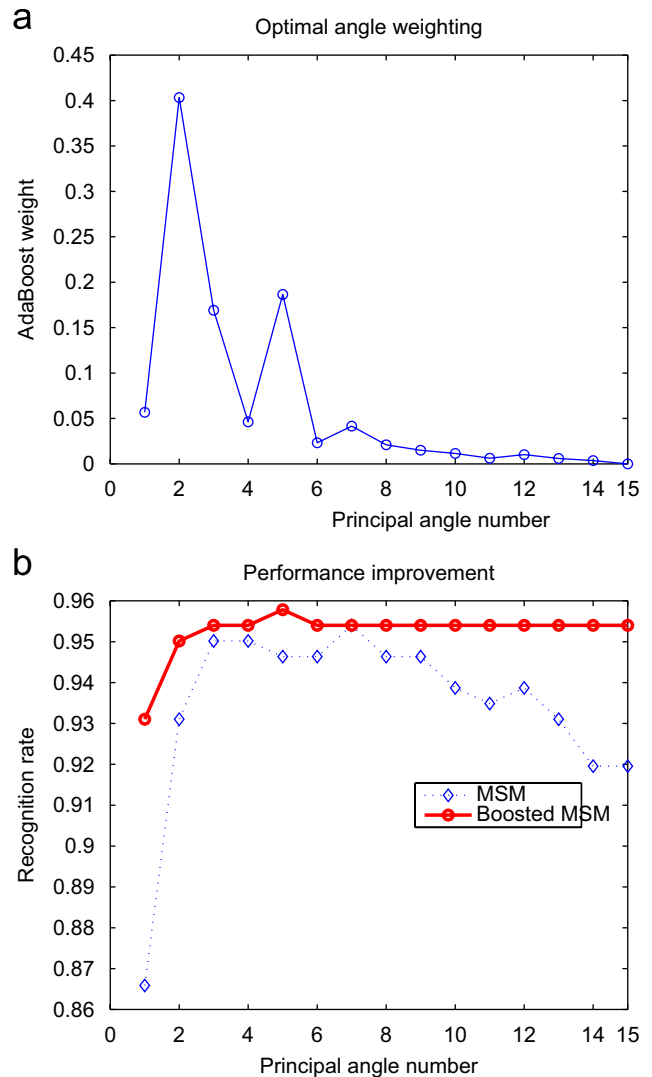 a
Optimal angle weighting
0.45
0.4
0.35
0.3
0.25
0.2
0.15
0.1
0.05
0
AdaBoost weight
0 2 4 6 8 10 12 14 15
Principal angle number
b
Performance improvement
0.96
0.95
0.94
0.93
0.92
0.91
0.9
0.89
0.88
0.87
0.86
Recognition rate
MSM
Boosted MSM
0 2 4 6 8 10 12 14 15
Principal angle number